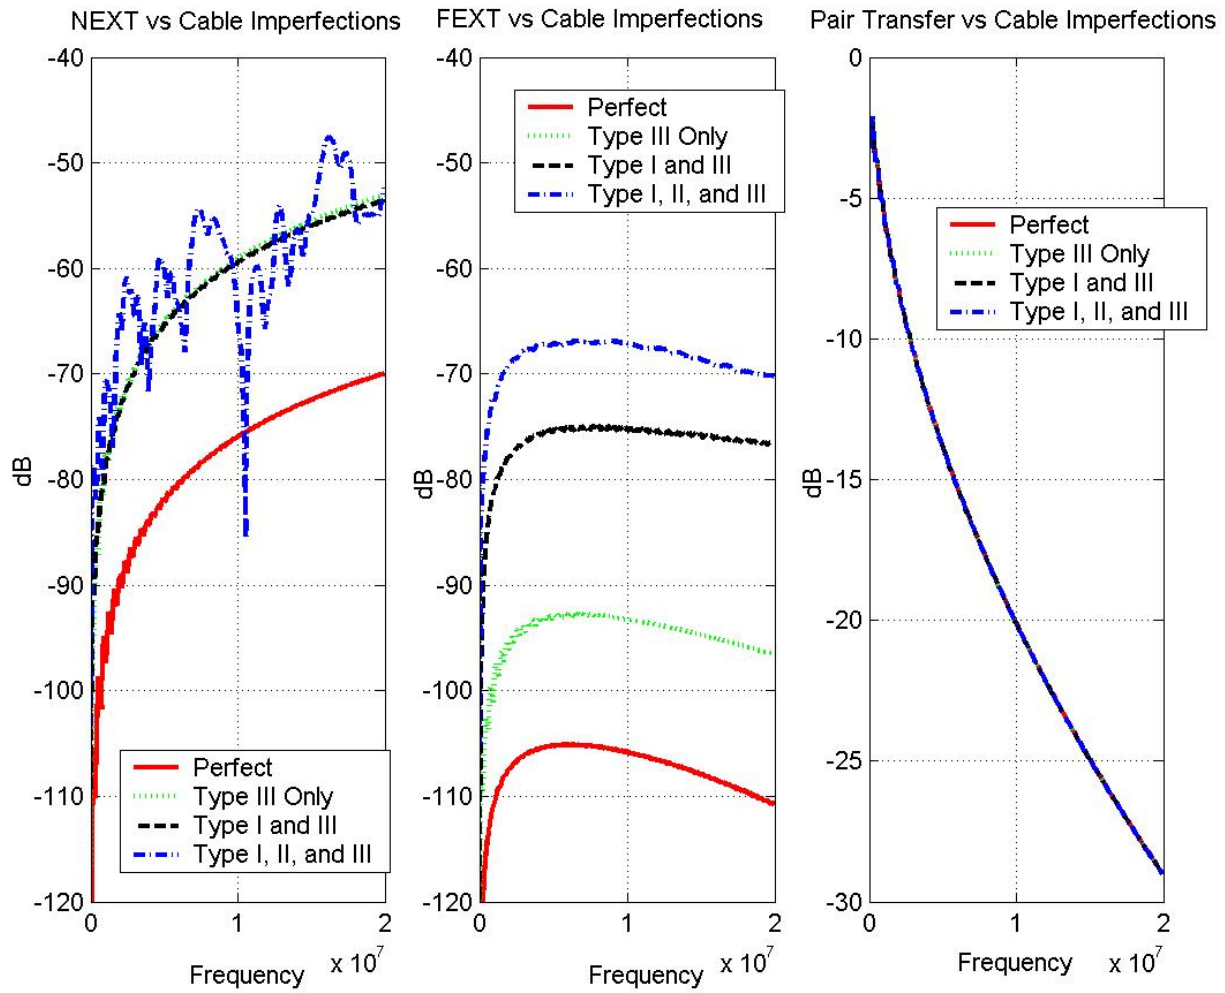 NEXT vs Cable Imperfections
-40
-50
-60
-70
-80
-90
-100
-110
-120
dB
Perfect
Type III Only
Type I and III
Type I, II, and III
0
1
2
x 10^7
Frequency
FEXT vs Cable Imperfections
-40
-50
-60
-70
-80
-90
-100
-110
-120
dB
Perfect
Type III Only
Type I and III
Type I, II, and III
0
1
2
x 10^7
Frequency
Pair Transfer vs Cable Imperfections
0
-5
-10
-15
-20
-25
-30
dB
Perfect
Type III Only
Type I and III
Type I, II, and III
0
1
2
x 10^7
Frequency